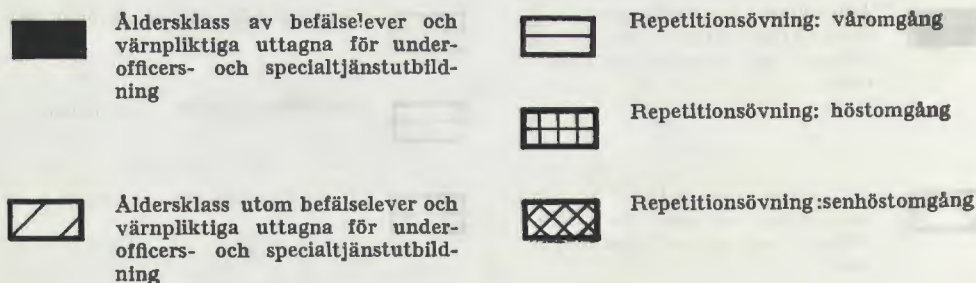 Åldersklass av befälselever och
värnpliktiga uttagna för under-
officers- och specialtjänstutbild-
ning
Åldersklass utom befälselever och
värnpliktiga uttagna för under-
officers- och specialtjänstutbild-
ning
Repetitionsövning: våromgång
Repetitionsövning: höstomgång
Repetitionsövning:senhöstomgång